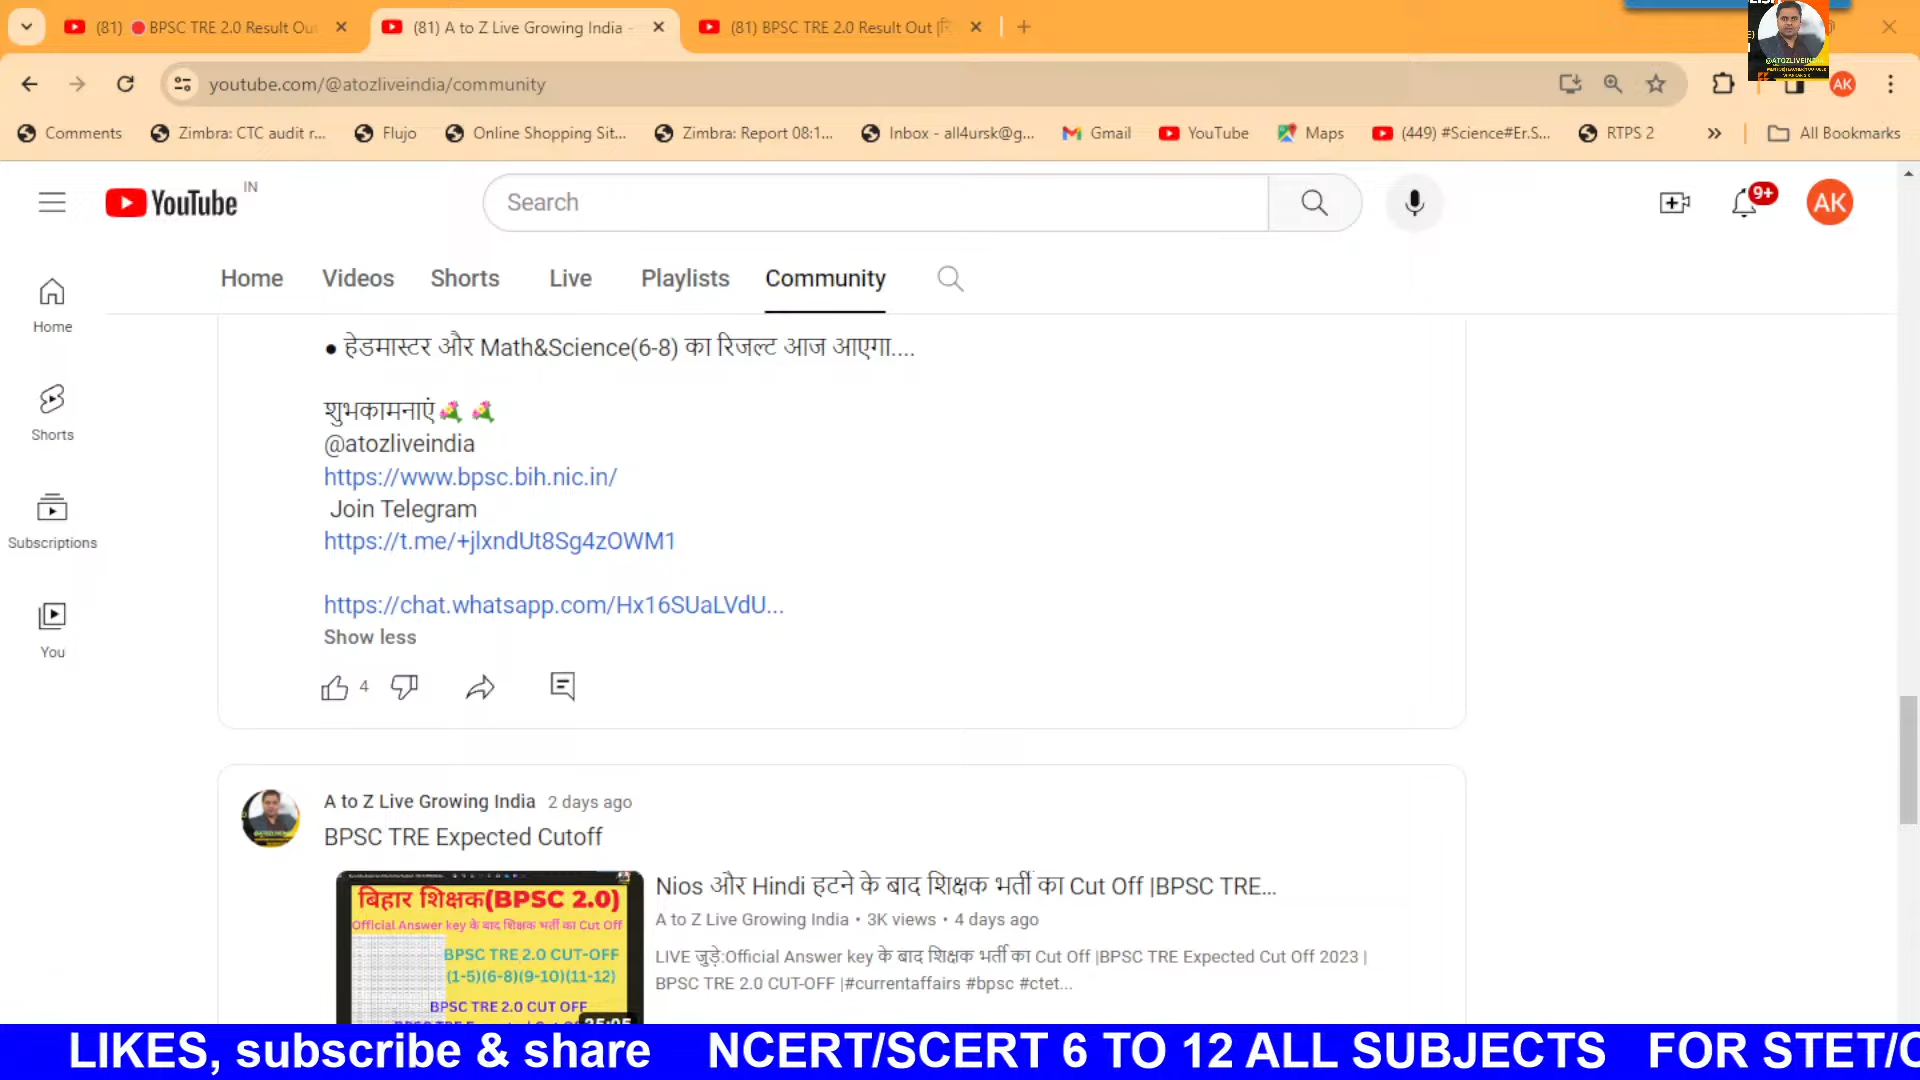 (81) 🔴BPSC TRE 2.0 Result Ou
(81) A to Z Live Growing India -
(81) BPSC TRE 2.0 Result Out |
youtube.com/@atozliveindia/community
AK
Comments
Zimbra: CTC audit r...
Flujo
Online Shopping Sit...
Zimbra: Report 08:1...
Inbox - all4ursk@g...
Gmail
YouTube
Maps
(449) #Science#Er.S...
RTPS 2
All Bookmarks
YouTube IN
Search
9+
AK
Home
Videos
Shorts
Live
Playlists
Community
Home
Shorts
Subscriptions
You
● हेडमास्टर और Math&Science(6-8) का रिजल्ट आज आएगा....
शुभकामनाएं💐 💐
@atozliveindia
https://www.bpsc.bih.nic.in/
Join Telegram
https://t.me/+jlxndUt8Sg4zOWM1
https://chat.whatsapp.com/Hx16SUaLVdU...
Show less
4
A to Z Live Growing India 2 days ago
BPSC TRE Expected Cutoff
बिहार शिक्षक(BPSC 2.0)
Official Answer key के बाद शिक्षक भर्ती का Cut Off
BPSC TRE 2.0 CUT-OFF
(1-5)(6-8)(9-10)(11-12)
BPSC TRE 2.0 CUT OFF
25:05
Nios और Hindi हटने के बाद शिक्षक भर्ती का Cut Off |BPSC TRE...
A to Z Live Growing India • 3K views • 4 days ago
LIVE जुड़े:Official Answer key के बाद शिक्षक भर्ती का Cut Off |BPSC TRE Expected Cut Off 2023 |
BPSC TRE 2.0 CUT-OFF |#currentaffairs #bpsc #ctet...
LIKES, subscribe & share NCERT/SCERT 6 TO 12 ALL SUBJECTS FOR STET/